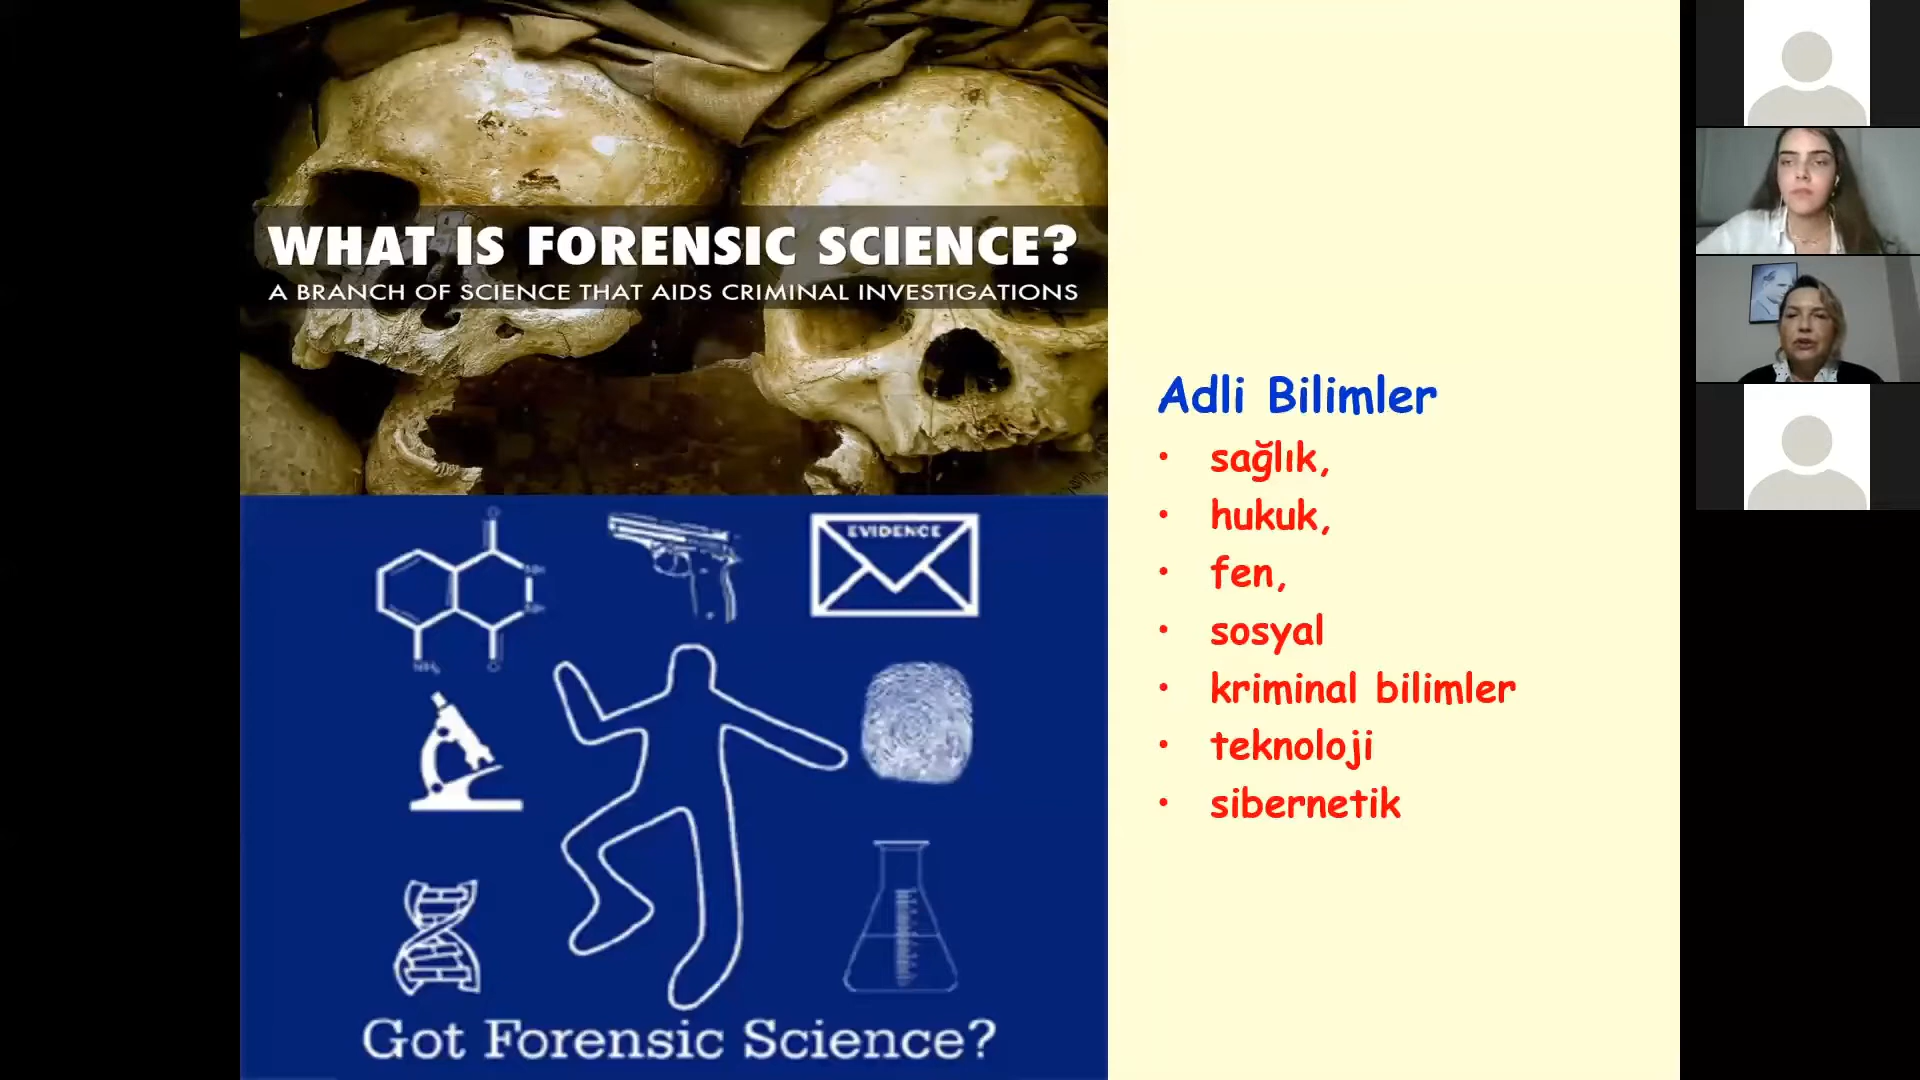 WHAT IS FORENSIC SCIENCE?
A BRANCH OF SCIENCE THAT AIDS CRIMINAL INVESTIGATIONS
EVIDENCE
NH₂
Got Forensic Science?
Adli Bilimler
• sağlık,
• hukuk,
• fen,
• sosyal
• kriminal bilimler
• teknoloji
• sibernetik